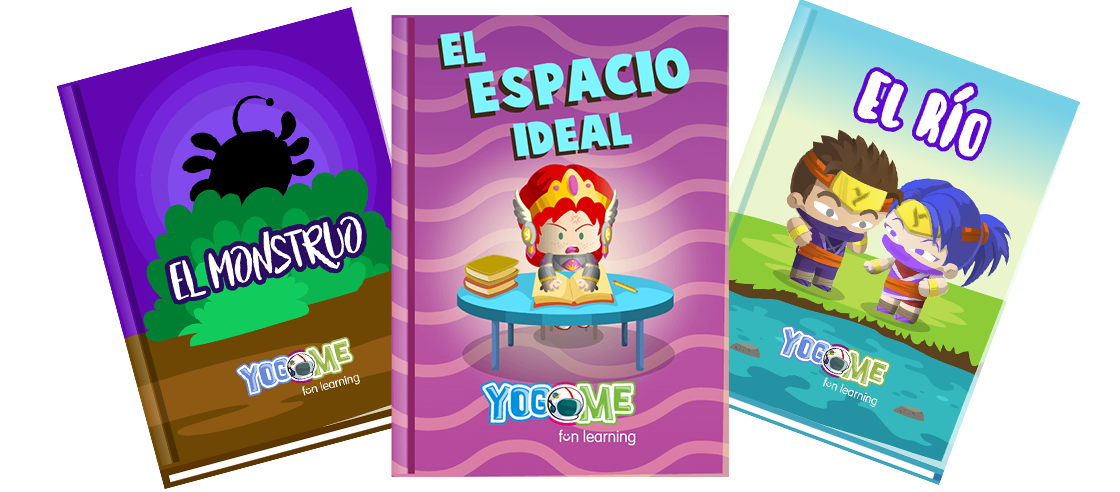 EL MONSTRUO
YOGOME
fun learning
EL
ESPACIO
IDEAL
YOGOME
fun learning
EL RÍO
YOGOME
fun learning